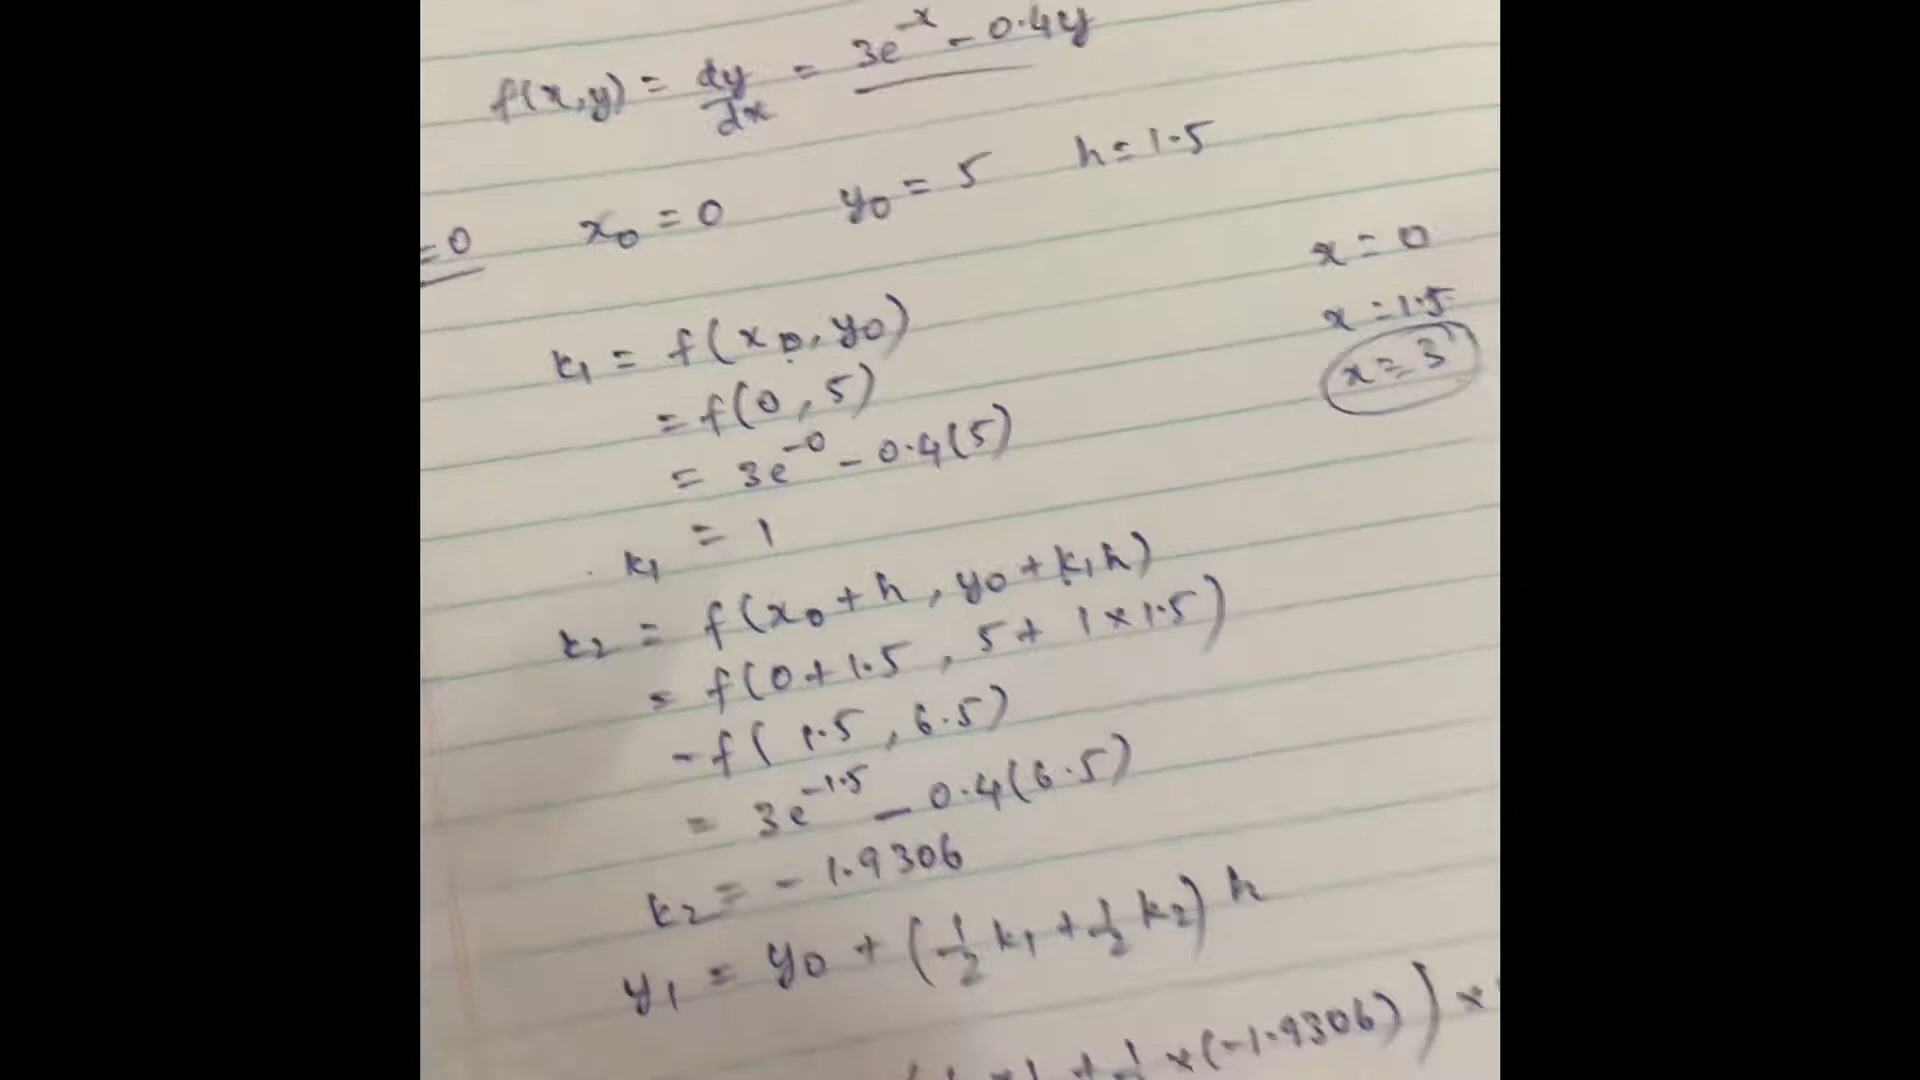 f(x,y) = dy/dx = 3e^-x - 0.4y
=0 x0 = 0 y0 = 5 h = 1.5
x = 0
x = 1.5
x = 3
k1 = f(x0, y0)
= f(0, 5)
= 3e^-0 - 0.4(5)
k1 = 1
k2 = f(x0 + h, y0 + k1h)
= f(0 + 1.5, 5 + 1 × 1.5)
- f(1.5, 6.5)
= 3e^-1.5 - 0.4(6.5)
k2 = - 1.9306
y1 = y0 + (1/2 k1 + 1/2 k2) h
× (-1.9306)) ×